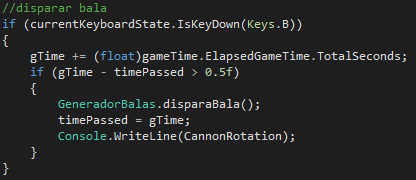 //disparar bala
if (currentKeyboardState.IsKeyDown(Keys.B))
{
gTime += (float)gameTime.ElapsedGameTime.TotalSeconds;
if (gTime - timePassed > 0.5f)
{
GeneradorBalas.disparaBala();
timePassed = gTime;
Console.WriteLine(CannonRotation);
}
}